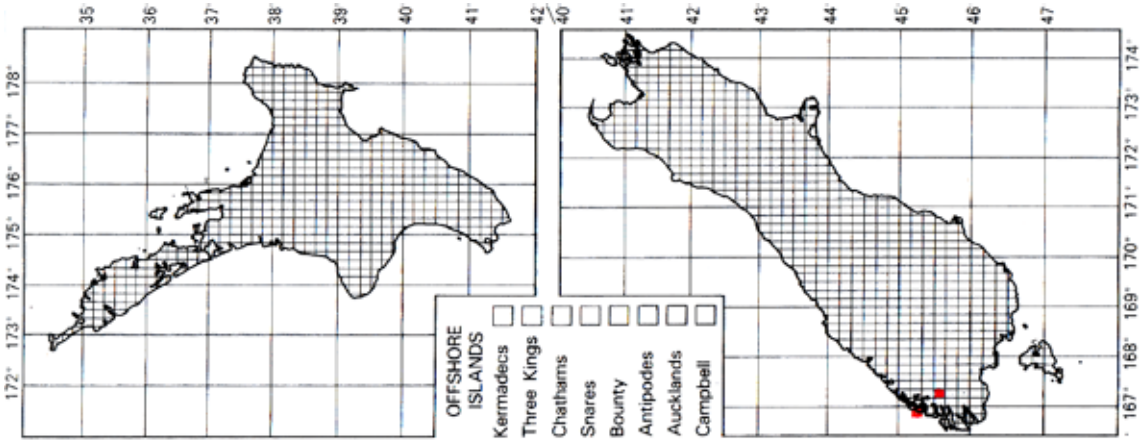 172° 173° 174° 175° 176° 177° 178°
35°
36°
37°
38°
39°
40°
41°
42
OFFSHORE
ISLANDS
Kermadecs
Three Kings
Chathams
Snares
Bounty
Antipodes
Aucklands
Campbell
40°
41°
42°
43°
44°
45°
46°
47°
167° 168° 169° 170° 171° 172° 173° 174°